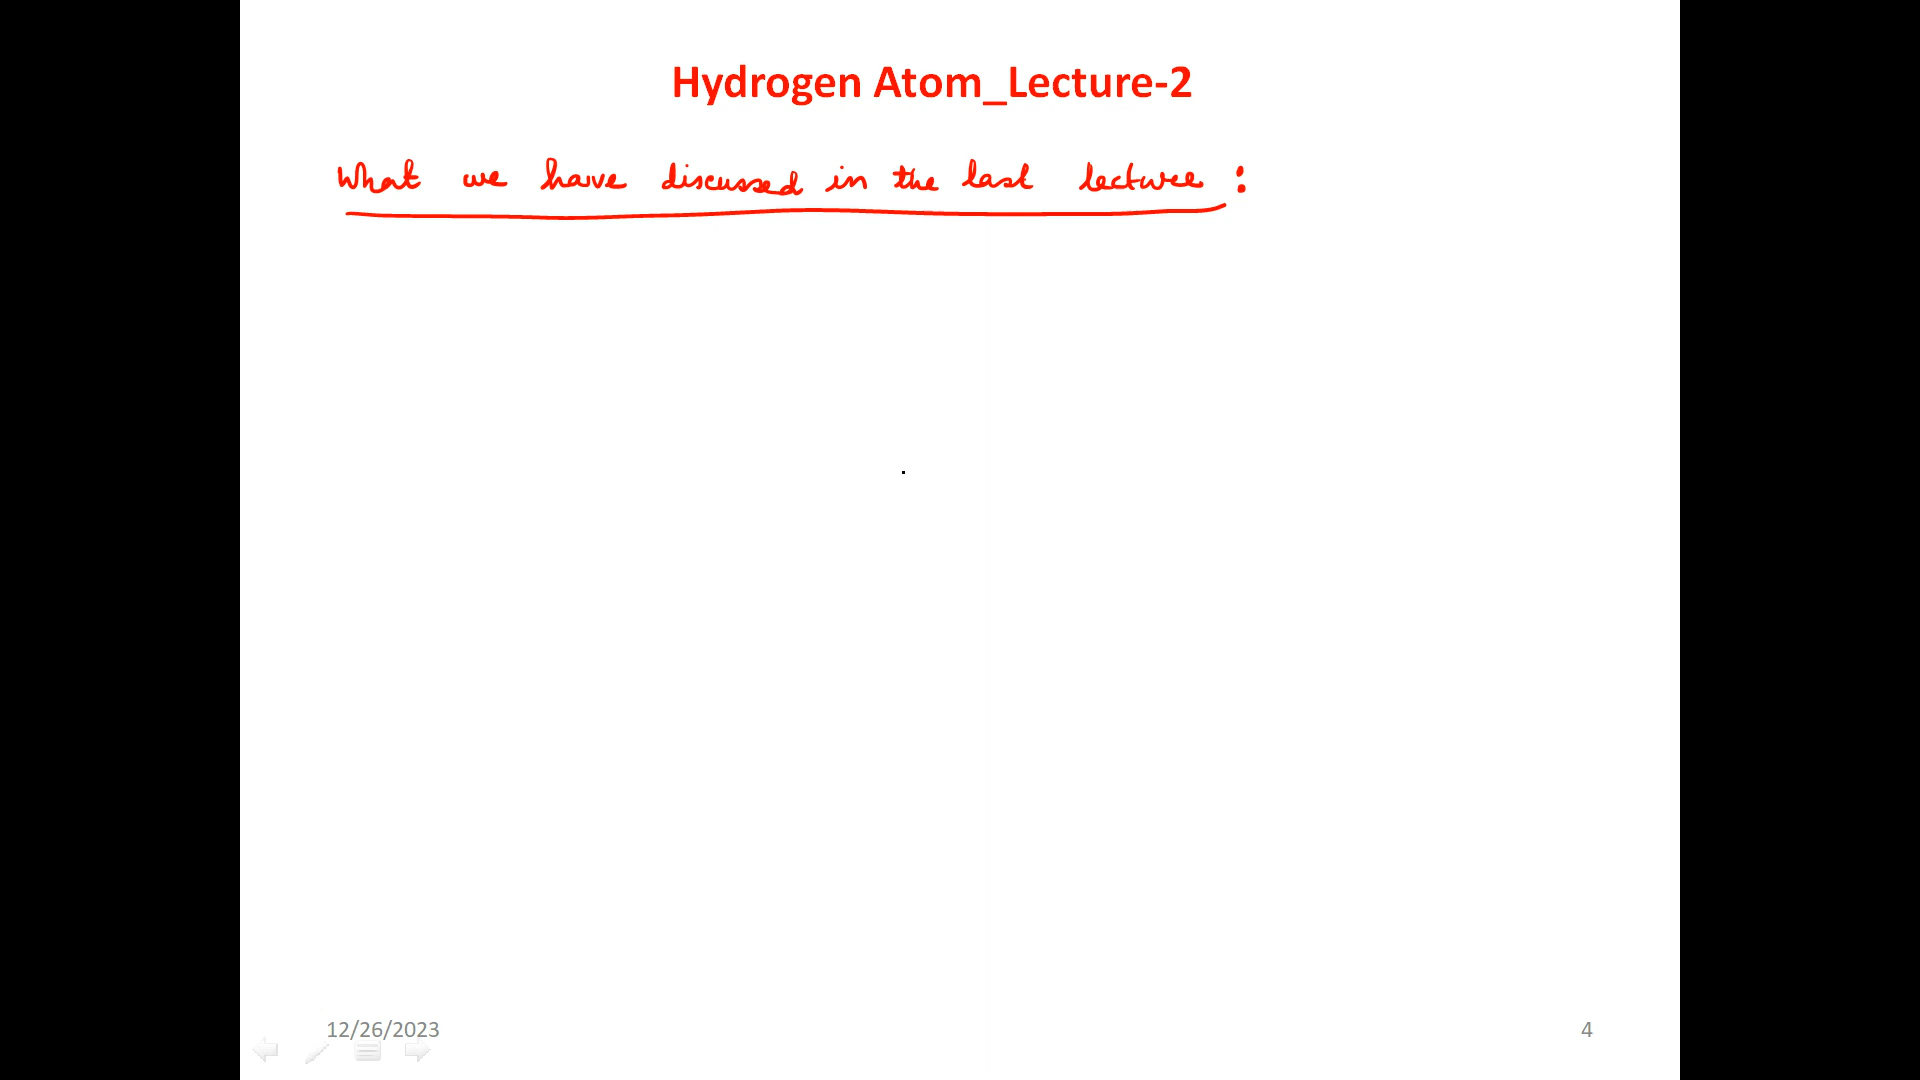 Hydrogen Atom_Lecture-2
What we have discussed in the last lecture :
12/26/2023
4